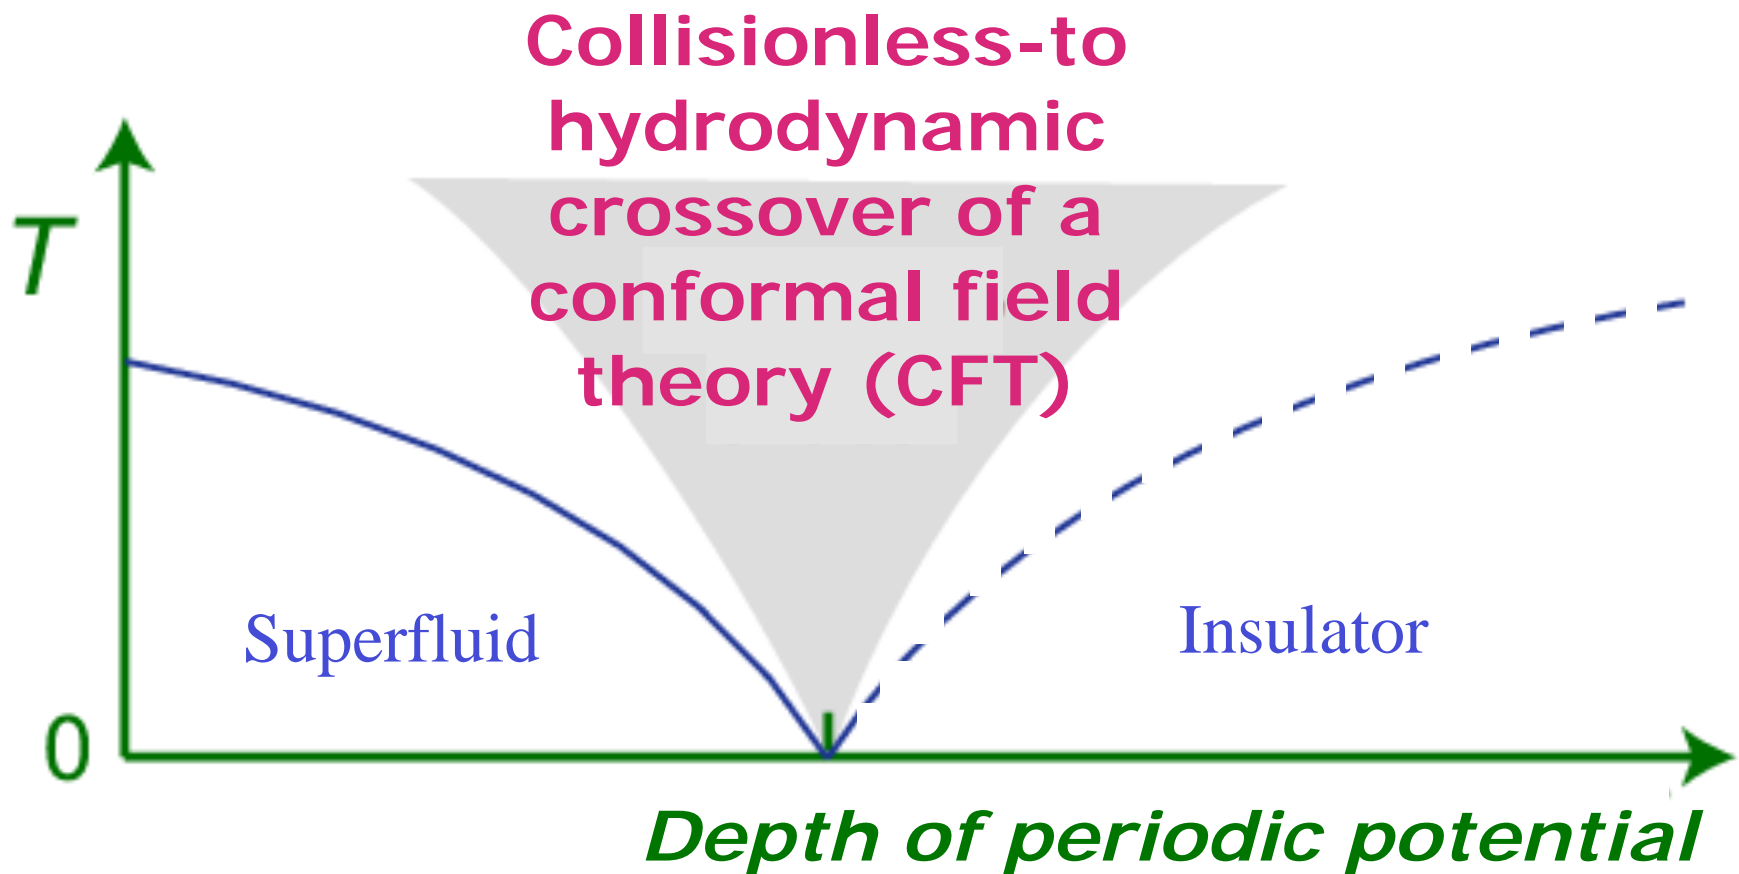 Collisionless-to
hydrodynamic
crossover of a
conformal field
theory (CFT)
T
Superfluid
Insulator
0
Depth of periodic potential